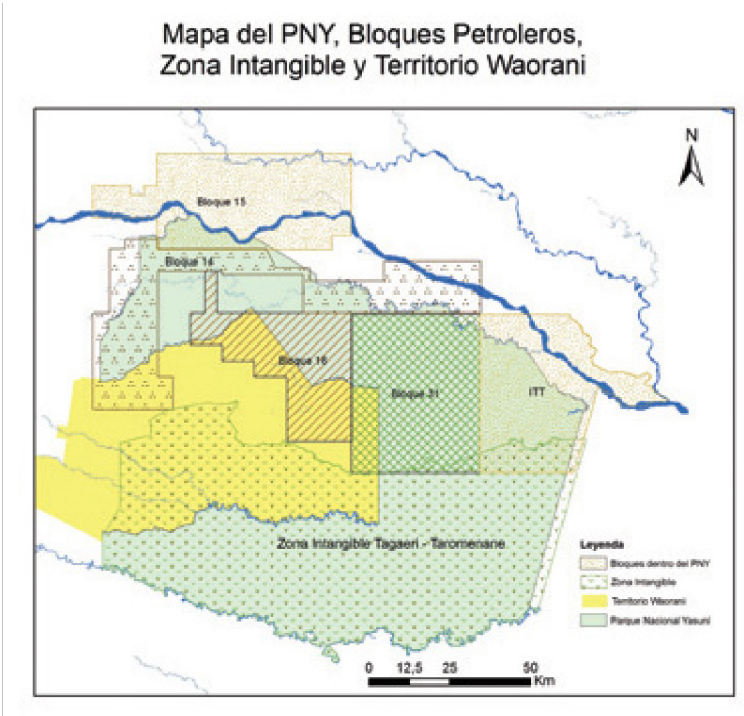 Mapa del PNY, Bloques Petroleros,
Zona Intangible y Territorio Waorani
N
Bloque 15
Bloque 14
Bloque 16
Bloque 31
ITT
Zona Intangible Tagaeri - Taromenane
Leyenda
Bloques dentro del PNY
Zona Intangible
Territorio Waorani
Parque Nacional Yasuni
0 12,5 25 50
Km